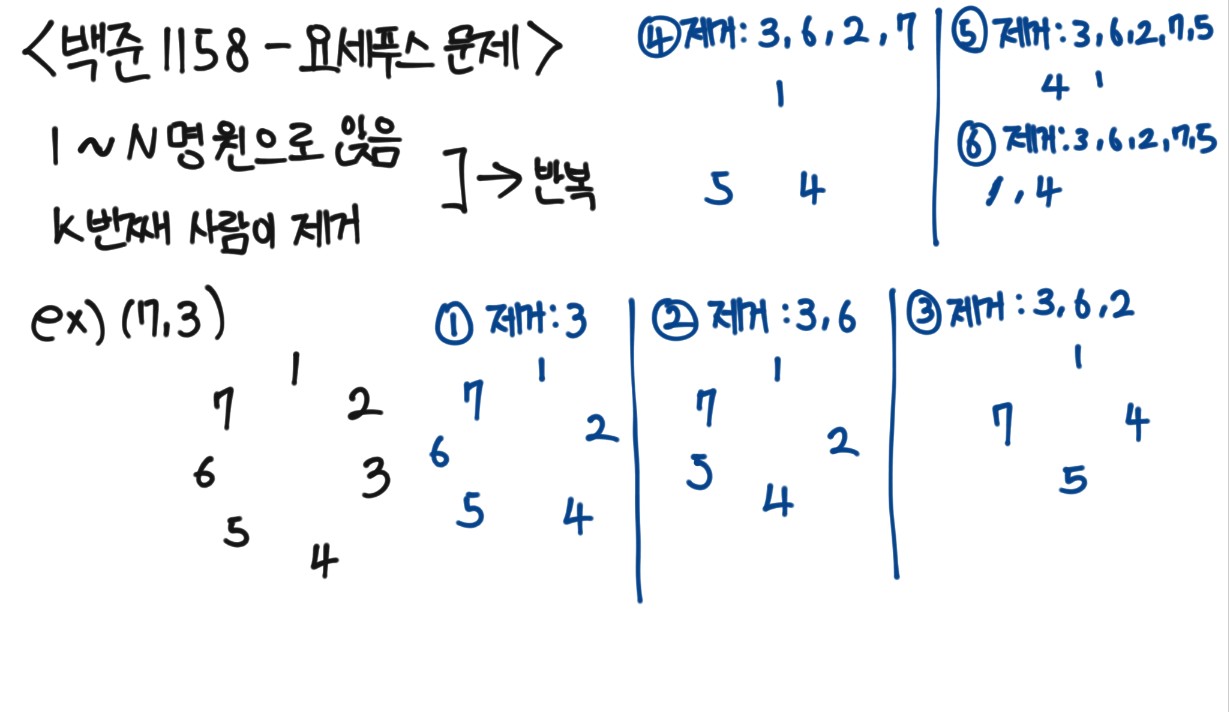 <백준 1158 - 요세푸스 문제>
1 ~ N명 원으로 앉음
K번째 사람이 제거
] → 반복
ex) (7,3)
1
7 2
6 3
5
4
① 제거: 3
1
7
2
6
5 4
② 제거: 3, 6
1
7
2
5
4
③ 제거: 3, 6, 2
1
7 4
5
④ 제거: 3, 6, 2, 7
1
5 4
⑤ 제거: 3, 6, 2, 7, 5
4 1
⑥ 제거: 3, 6, 2, 7, 5
1, 4